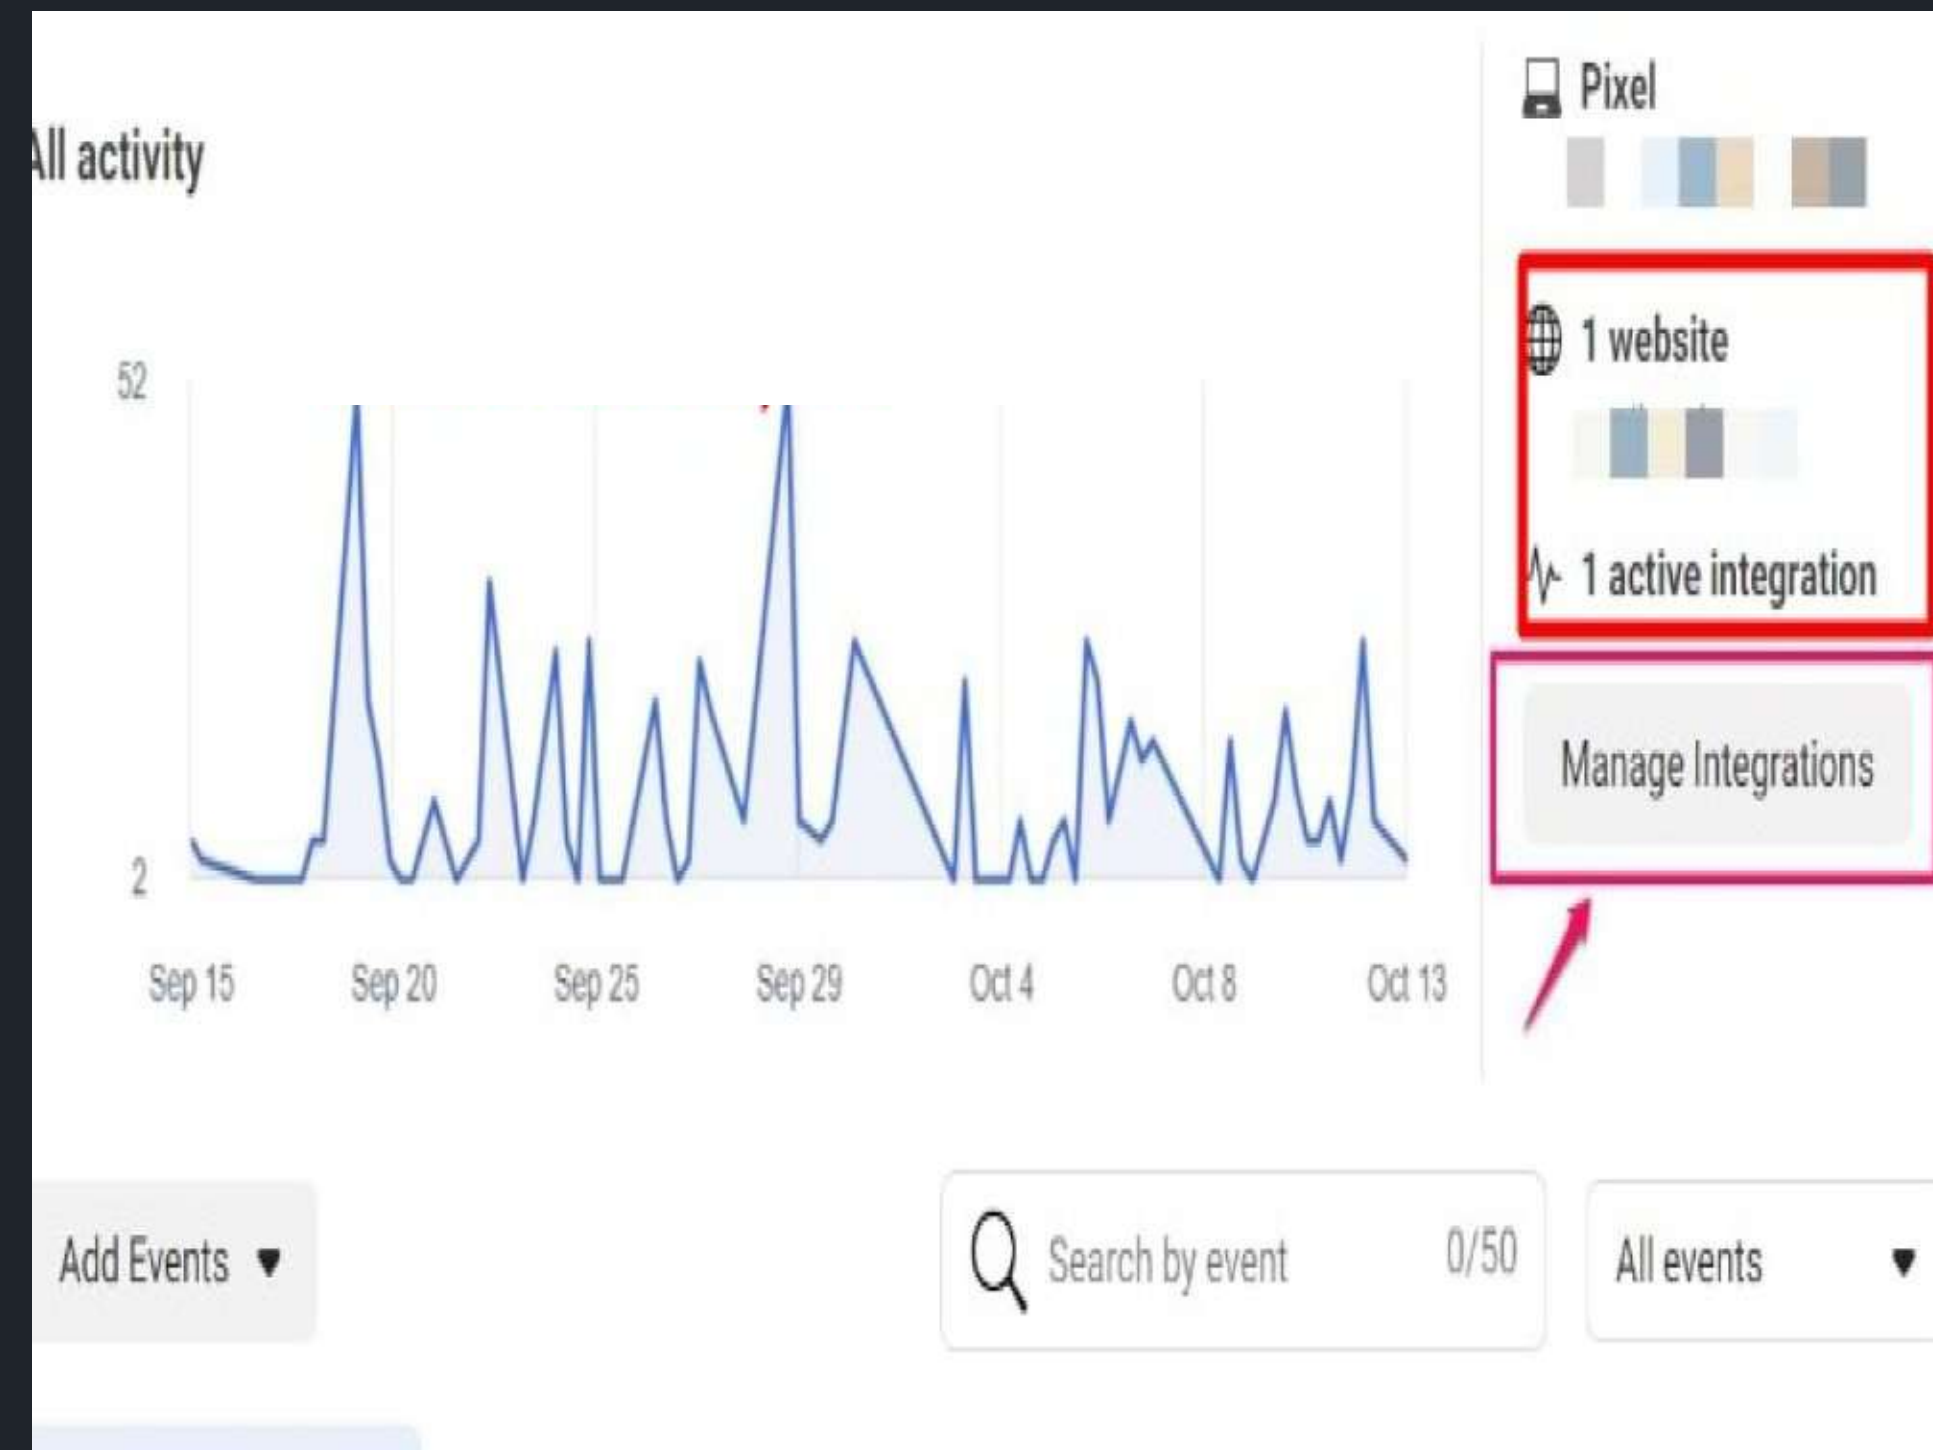 All activity
52
2
Sep 15
Sep 20
Sep 25
Sep 29
Oct 4
Oct 8
Oct 13
Pixel
1 website
1 active integration
Manage Integrations
Add Events
Search by event
0/50
All events